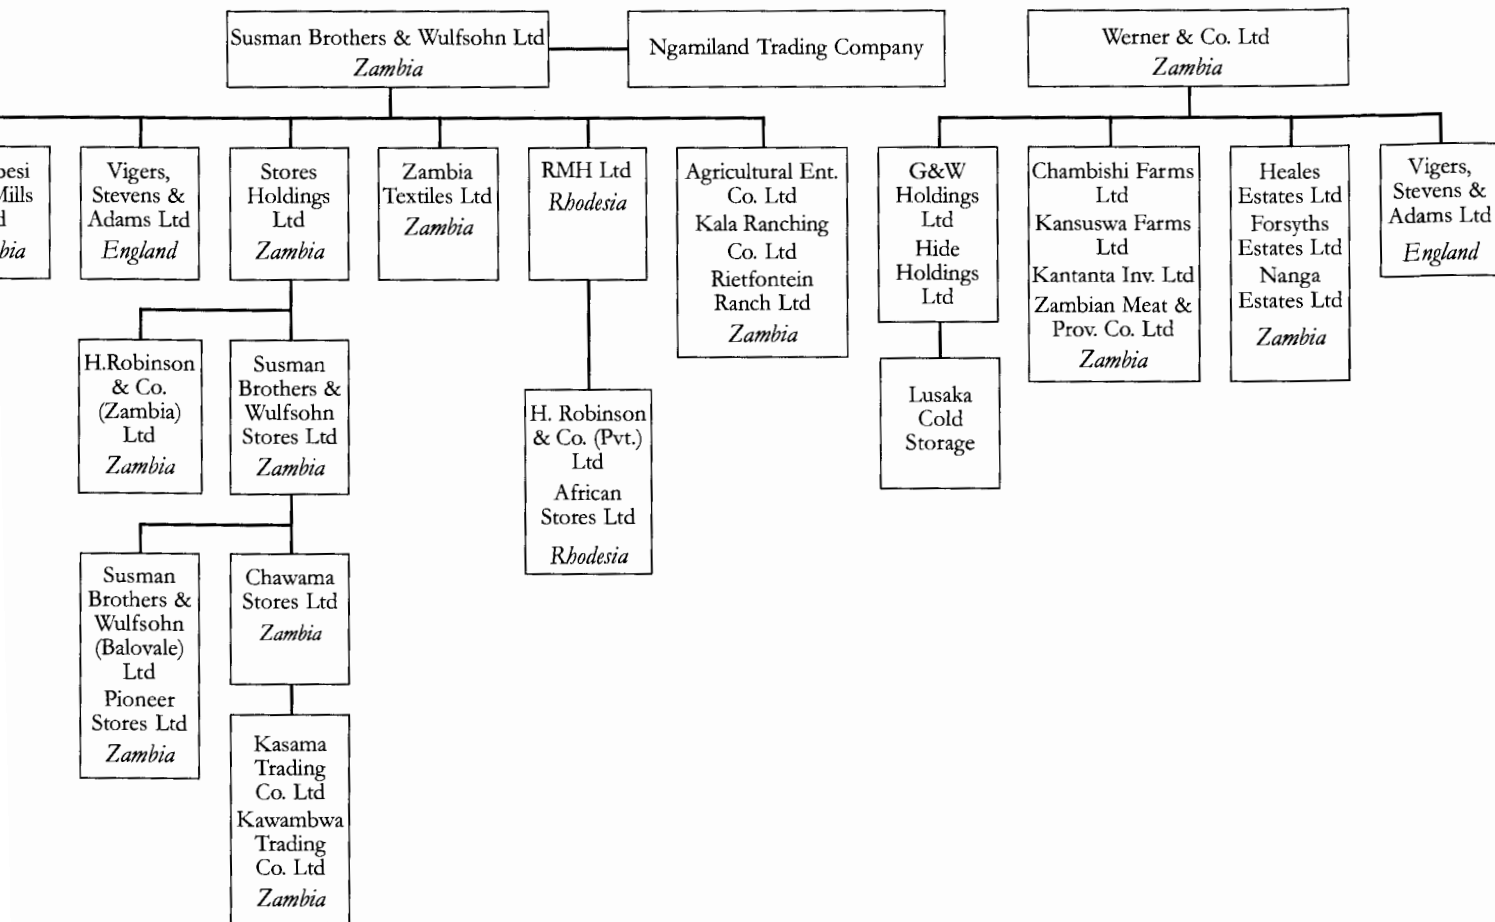 Susman Brothers & Wulfsohn Ltd
Zambia
Ngamiland Trading Company
Werner & Co. Ltd
Zambia
Vigers,
Stevens &
Adams Ltd
England
Stores
Holdings
Ltd
Zambia
Zambia
Textiles Ltd
Zambia
RMH Ltd
Rhodesia
Agricultural Ent.
Co. Ltd
Kala Ranching
Co. Ltd
Rietfontein
Ranch Ltd
Zambia
G&W
Holdings
Ltd
Hide
Holdings
Ltd
Chambishi Farms
Ltd
Kansuswa Farms
Ltd
Kantanta Inv. Ltd
Zambian Meat &
Prov. Co. Ltd
Zambia
Heales
Estates Ltd
Forsyths
Estates Ltd
Nanga
Estates Ltd
Zambia
Vigers,
Stevens &
Adams Ltd
England
H.Robinson
& Co.
(Zambia)
Ltd
Zambia
Susman
Brothers &
Wulfsohn
Stores Ltd
Zambia
H. Robinson
& Co. (Pvt.)
Ltd
African
Stores Ltd
Rhodesia
Lusaka
Cold
Storage
Susman
Brothers &
Wulfsohn
(Balovale)
Ltd
Pioneer
Stores Ltd
Zambia
Chawama
Stores Ltd
Zambia
Kasama
Trading
Co. Ltd
Kawambwa
Trading
Co. Ltd
Zambia